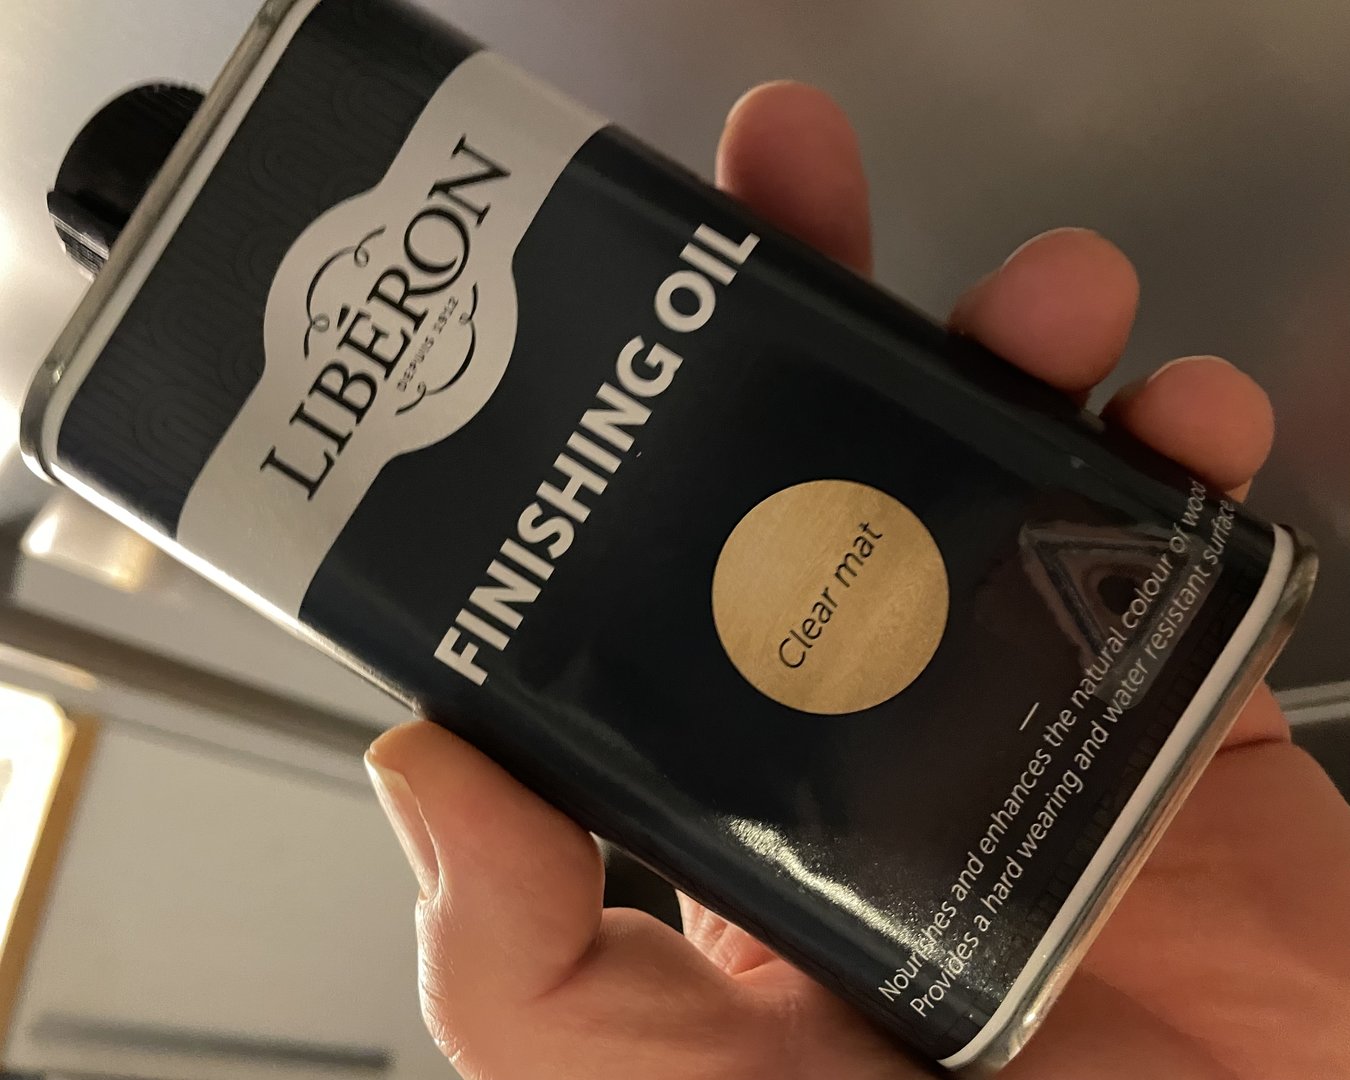 LIBÉRON
DEPUIS 1912
FINISHING OIL
Clear mat
Nourishes and enhances the natural colour of wood
Provides a hard wearing and water resistant surface